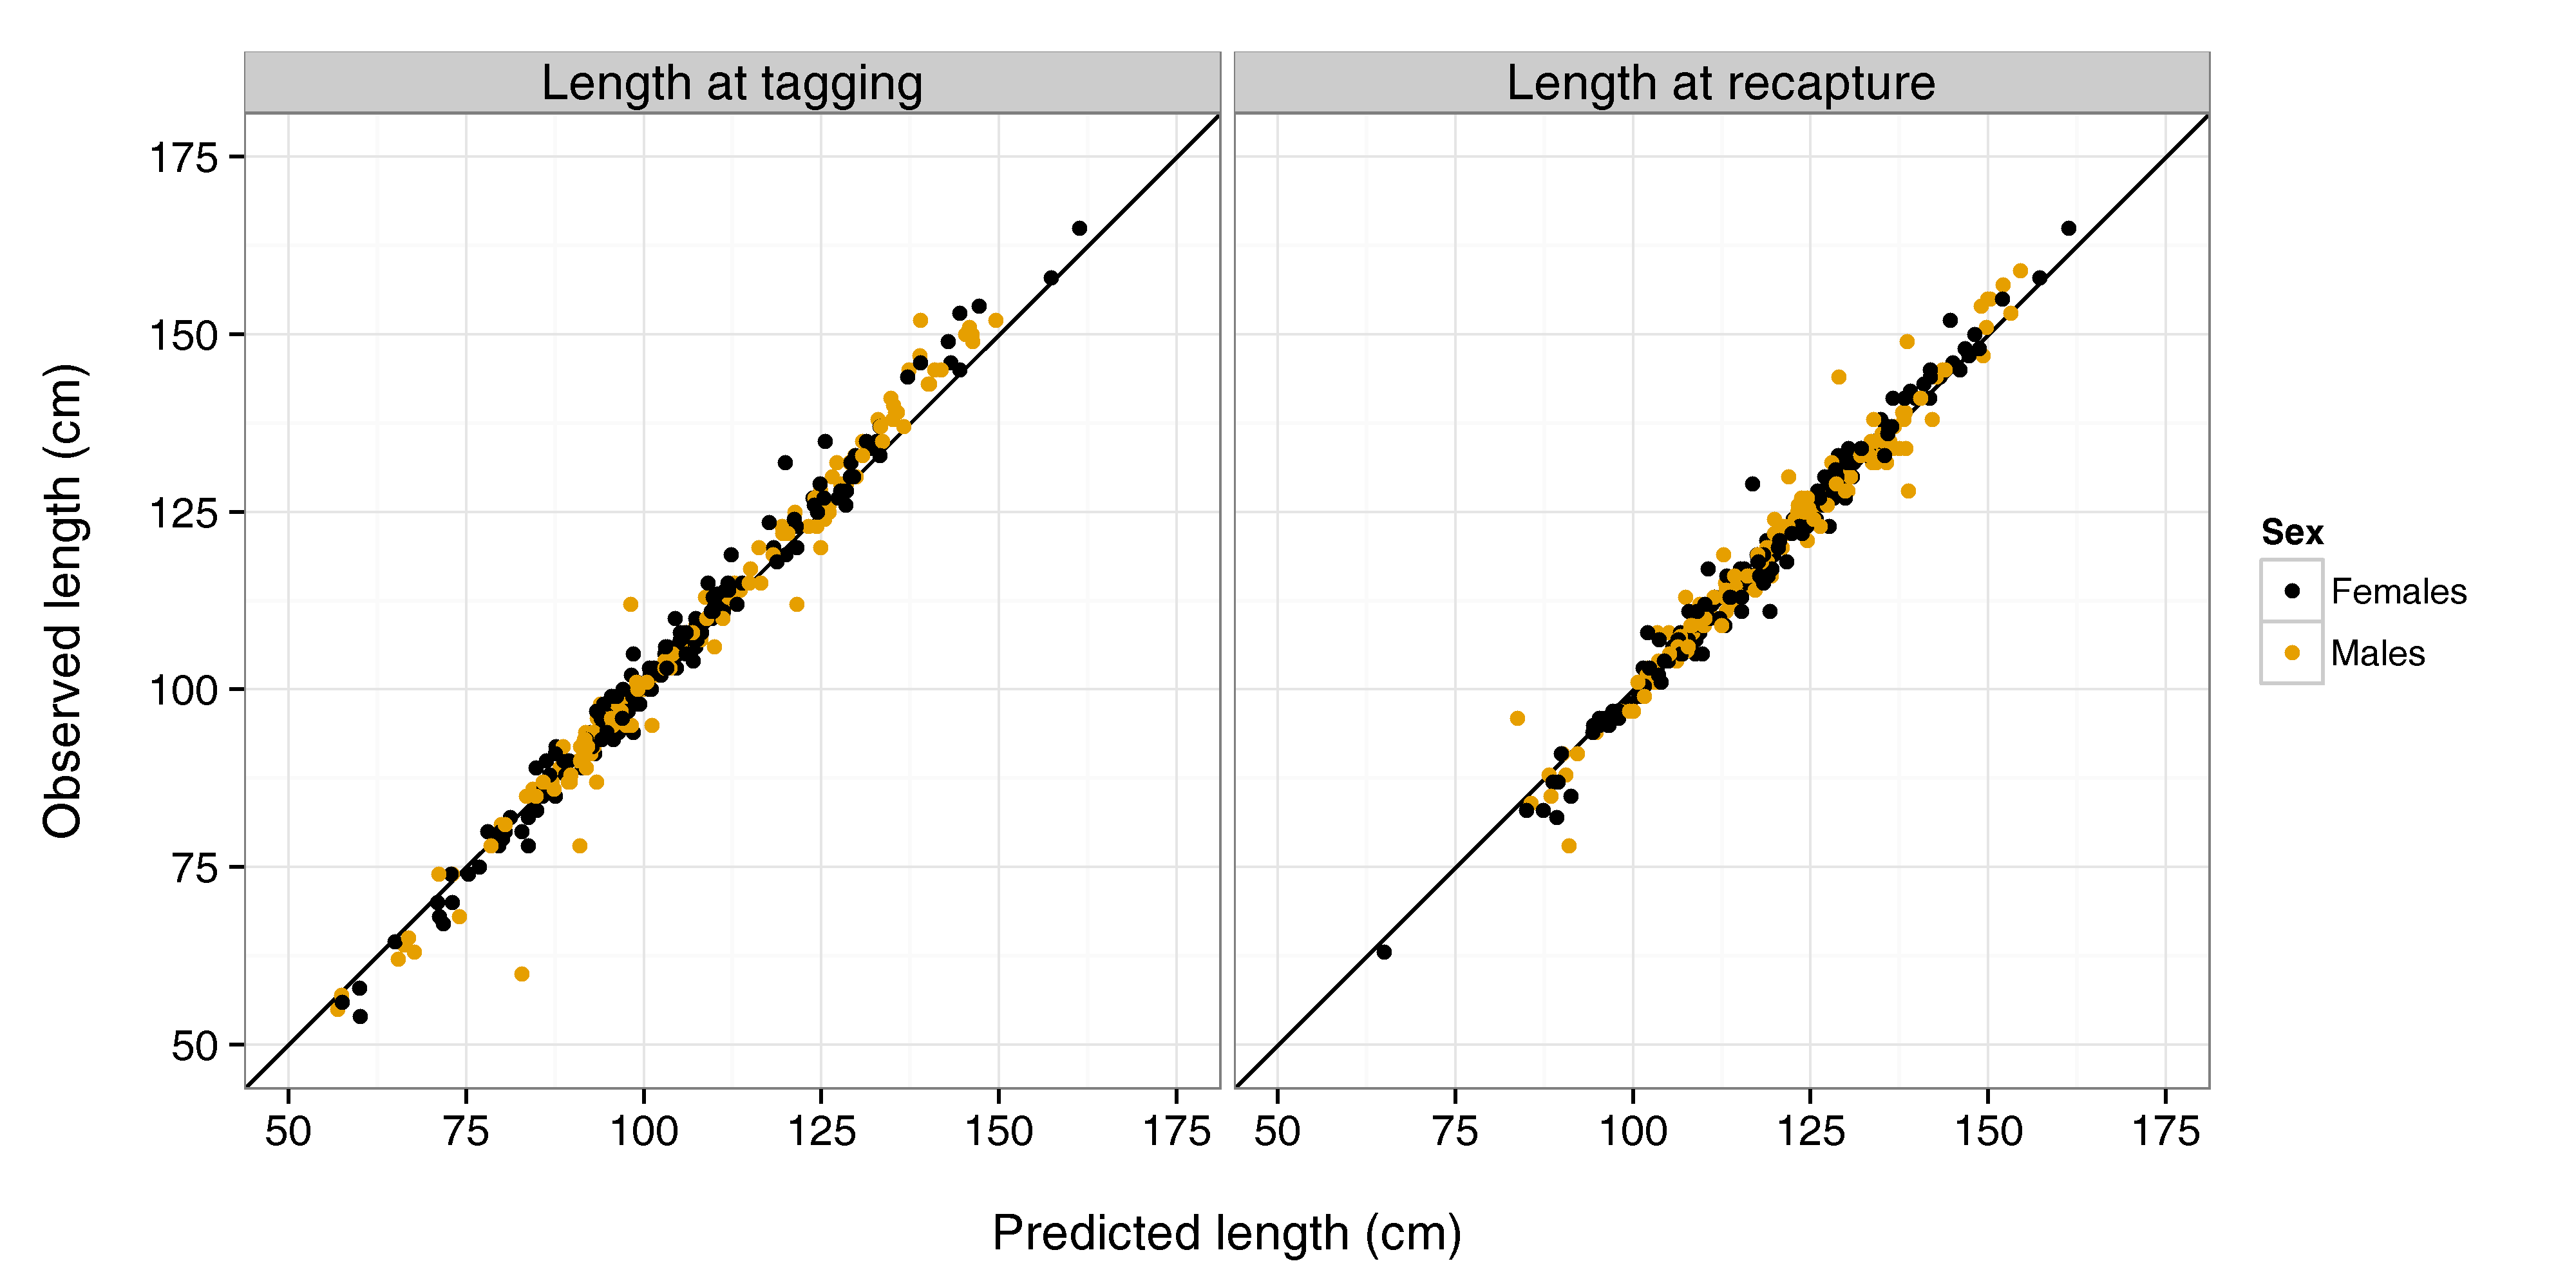 Length at tagging
Length at recapture
175
150
125
100
75
50
Observed length (cm)
50 75 100 125 150 175
50 75 100 125 150 175
Predicted length (cm)
Sex
Females
Males